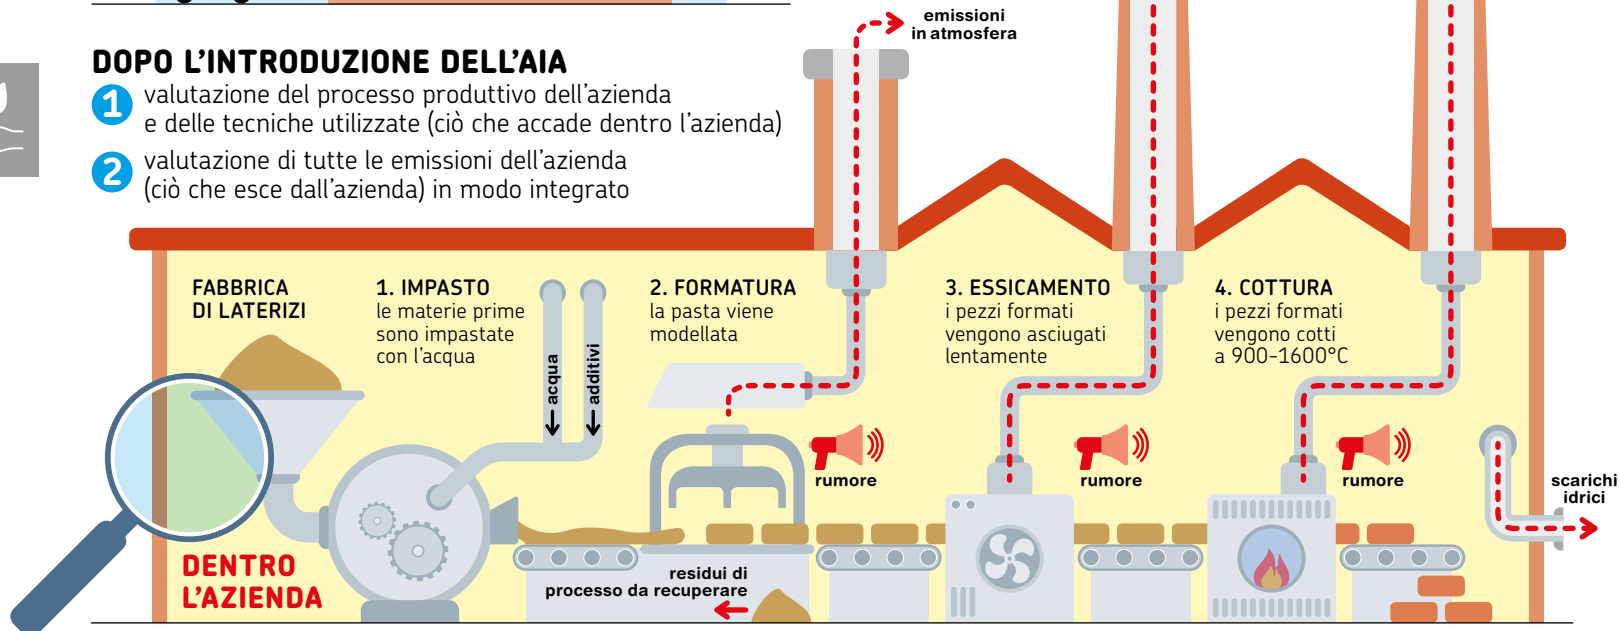 DOPO L'INTRODUZIONE DELL'AIA
1 valutazione del processo produttivo dell'azienda
e delle tecniche utilizzate (ciò che accade dentro l'azienda)
2 valutazione di tutte le emissioni dell'azienda
(ciò che esce dall'azienda) in modo integrato
emissioni
in atmosfera
FABBRICA
DI LATERIZI
1. IMPASTO
le materie prime
sono impastate
con l'acqua
acqua
additivi
2. FORMATURA
la pasta viene
modellata
3. ESSICAMENTO
i pezzi formati
vengono asciugati
lentamente
4. COTTURA
i pezzi formati
vengono cotti
a 900-1600°C
rumore
rumore
rumore
scarichi
idrici
DENTRO
L'AZIENDA
residui di
processo da recuperare